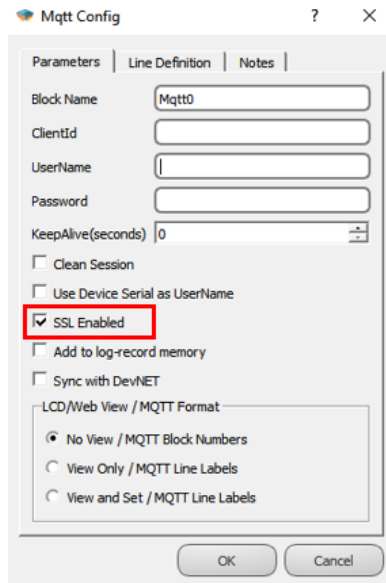 Mqtt Config ? ×
Parameters Line Definition Notes
Block Name Mqtt0
ClientId
UserName
Password
KeepAlive(seconds) 0
Clean Session
Use Device Serial as UserName
SSL Enabled
Add to log-record memory
Sync with DevNET
LCD/Web View / MQTT Format
No View / MQTT Block Numbers
View Only / MQTT Line Labels
View and Set / MQTT Line Labels
OK Cancel